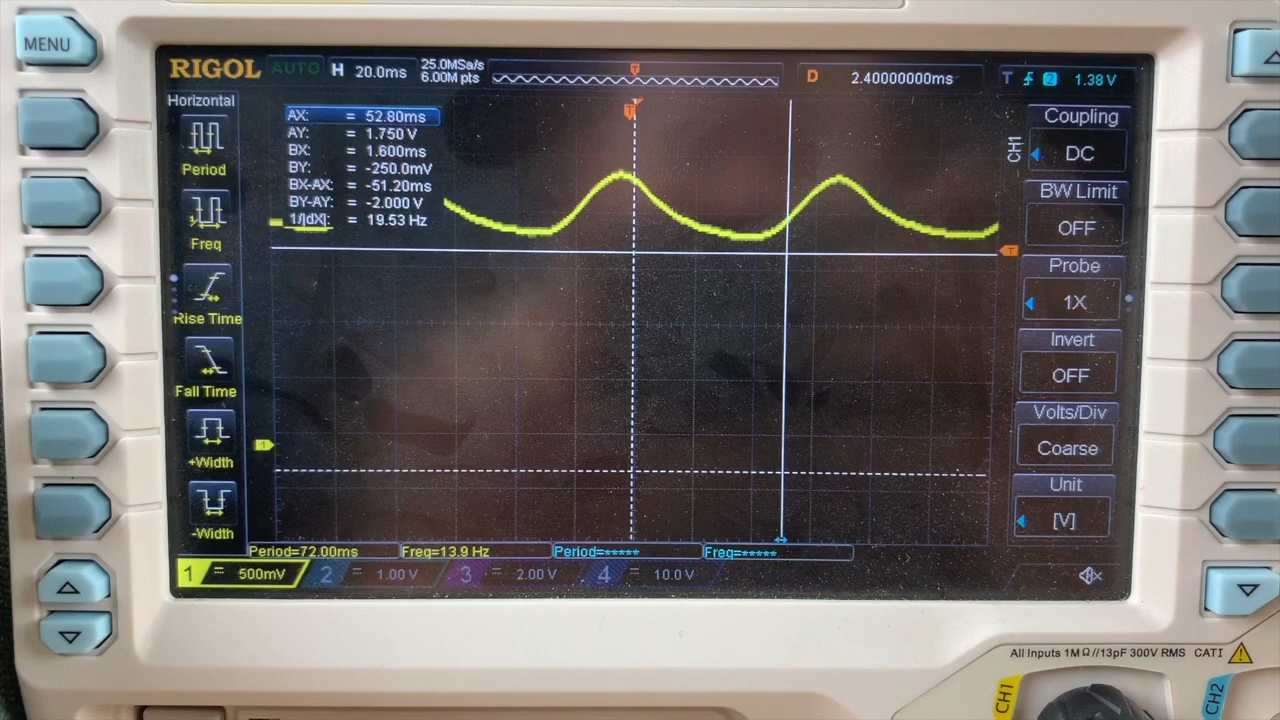 MENU
RIGOL AUTO H 20.0ms 25.0MSa/s 6.00M pts D 2.40000000ms T 2 1.38 V
Horizontal
Period
Freq
Rise Time
Fall Time
+Width
-Width
AX: = 52.80ms
AY: = 1.750 V
BX: = 1.600ms
BY: = -250.0mV
BX-AX: = -51.20ms
BY-AY: = -2.000 V
1/|dX|: = 19.53 Hz
T
T
1
CH1
Coupling
DC
BW Limit
OFF
Probe
1X
Invert
OFF
Volts/Div
Coarse
Unit
[V]
Period=72.00ms Freq=13.9 Hz Period=***** Freq=*****
1 = 500mV 2 = 1.00 V 3 = 2.00 V 4 = 10.0 V
All Inputs 1MΩ//13pF 300V RMS CAT I
CH1
CH2